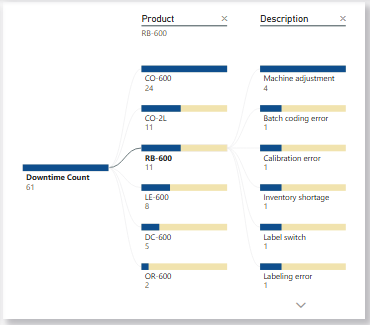 Product ×
RB-600
Description ×
Downtime Count
61
CO-600
24
CO-2L
11
RB-600
11
LE-600
8
DC-600
5
OR-600
2
Machine adjustment
4
Batch coding error
1
Calibration error
1
Inventory shortage
1
Label switch
1
Labeling error
1